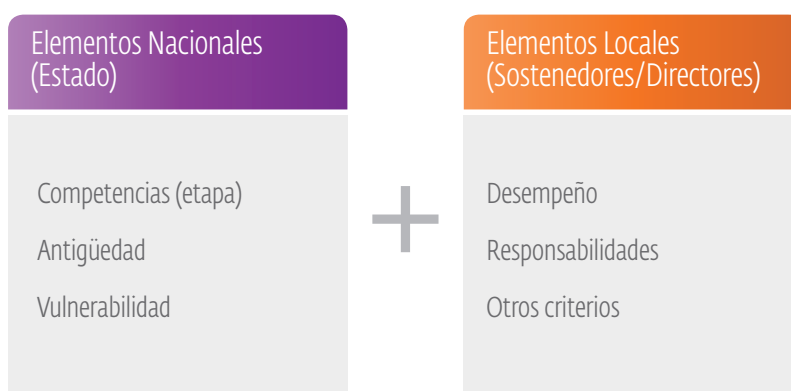 Elementos Nacionales
(Estado)
Competencias (etapa)
Antigüedad
Vulnerabilidad
+
Elementos Locales
(Sostenedores/Directores)
Desempeño
Responsabilidades
Otros criterios